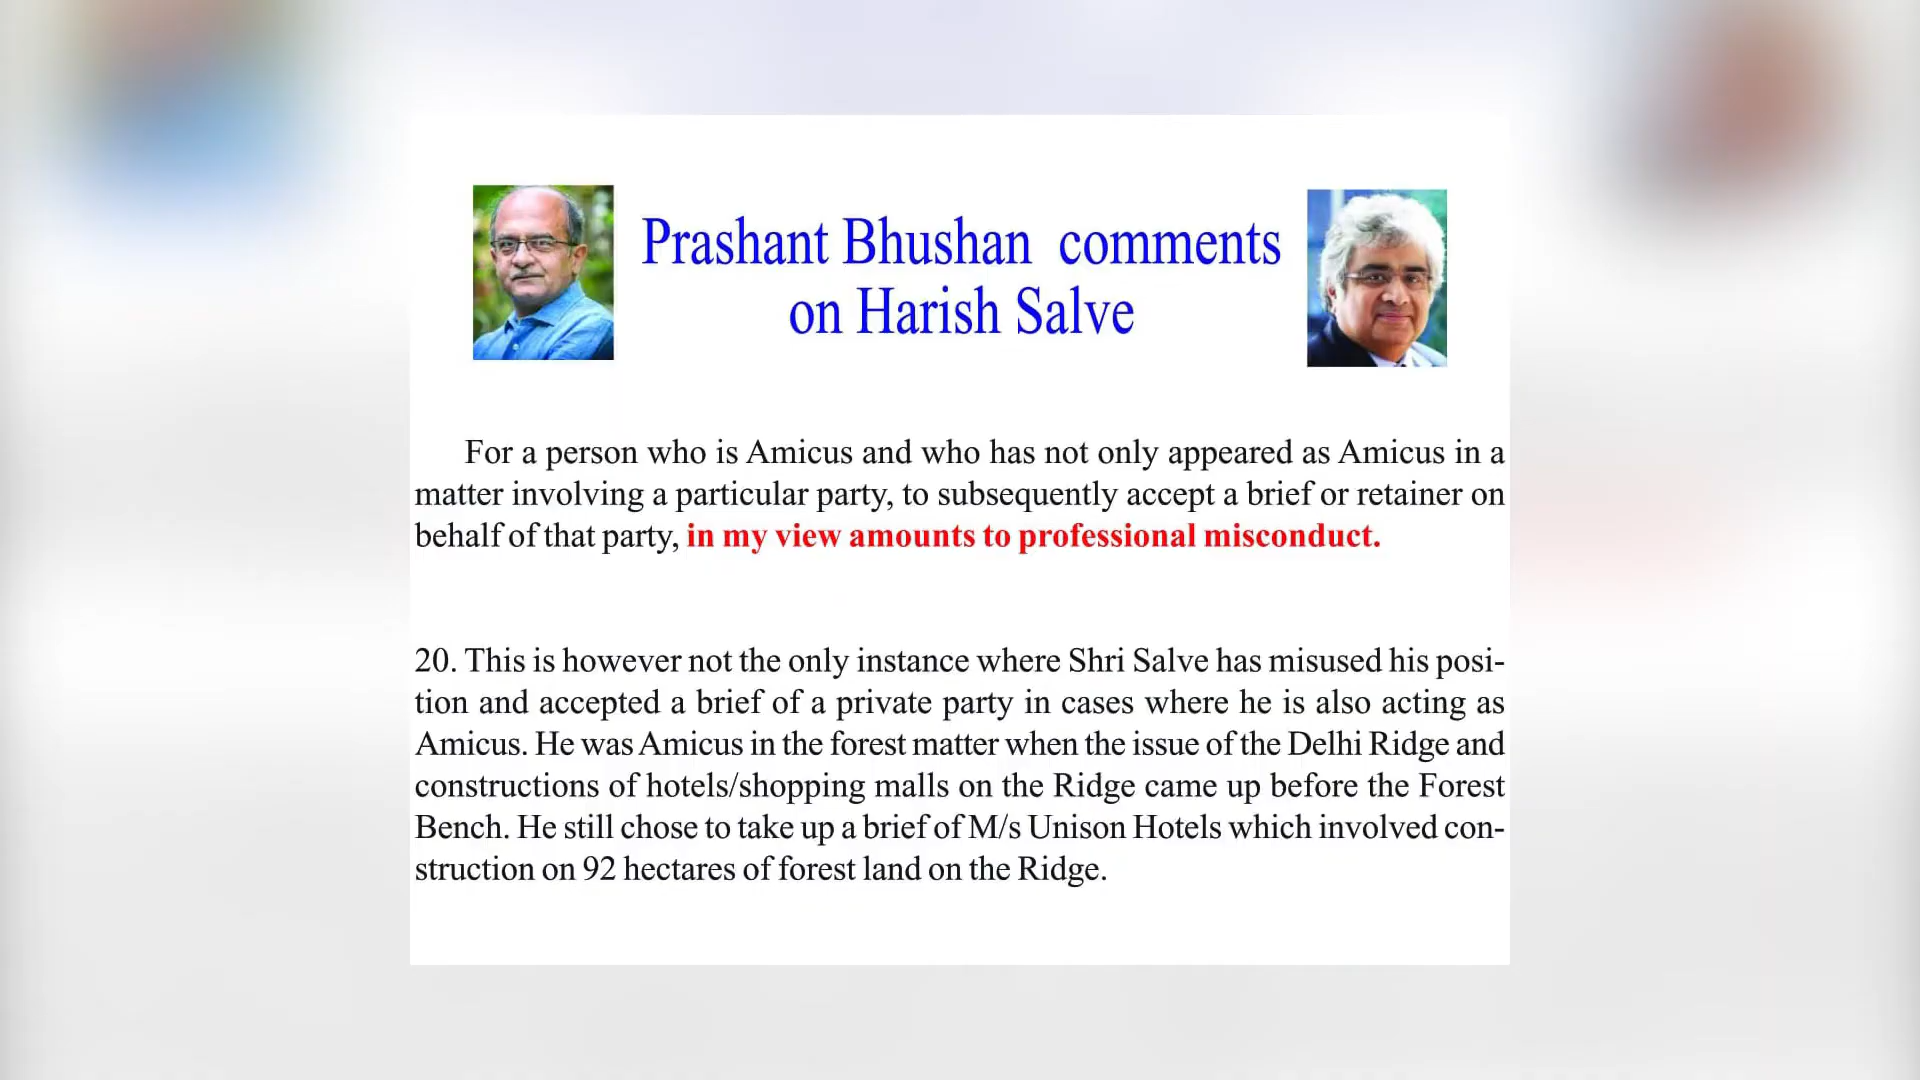 Prashant Bhushan comments
on Harish Salve
For a person who is Amicus and who has not only appeared as Amicus in a
matter involving a particular party, to subsequently accept a brief or retainer on
behalf of that party, in my view amounts to professional misconduct.
20. This is however not the only instance where Shri Salve has misused his posi-
tion and accepted a brief of a private party in cases where he is also acting as
Amicus. He was Amicus in the forest matter when the issue of the Delhi Ridge and
constructions of hotels/shopping malls on the Ridge came up before the Forest
Bench. He still chose to take up a brief of M/s Unison Hotels which involved con-
struction on 92 hectares of forest land on the Ridge.